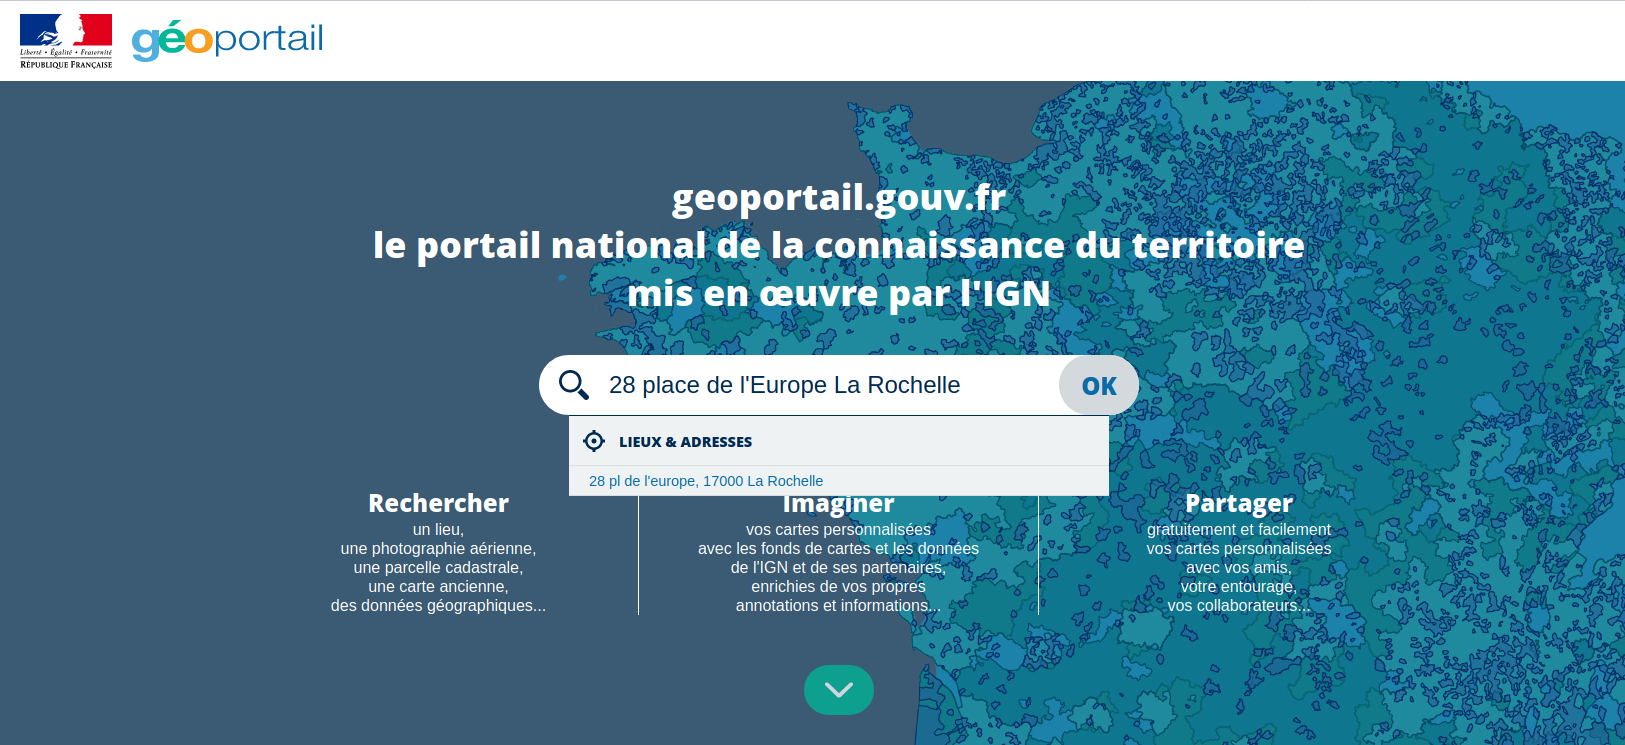 Liberté • Égalité • Fraternité
RÉPUBLIQUE FRANÇAISE
géoportail
geoportail.gouv.fr
le portail national de la connaissance du territoire
mis en œuvre par l'IGN
28 place de l'Europe La Rochelle
OK
LIEUX & ADRESSES
28 pl de l'europe, 17000 La Rochelle
Rechercher
un lieu,
une photographie aérienne,
une parcelle cadastrale,
une carte ancienne,
des données géographiques...
Imaginer
vos cartes personnalisées
avec les fonds de cartes et les données
de l'IGN et de ses partenaires,
enrichies de vos propres
annotations et informations...
Partager
gratuitement et facilement
vos cartes personnalisées
avec vos amis,
votre entourage,
vos collaborateurs...